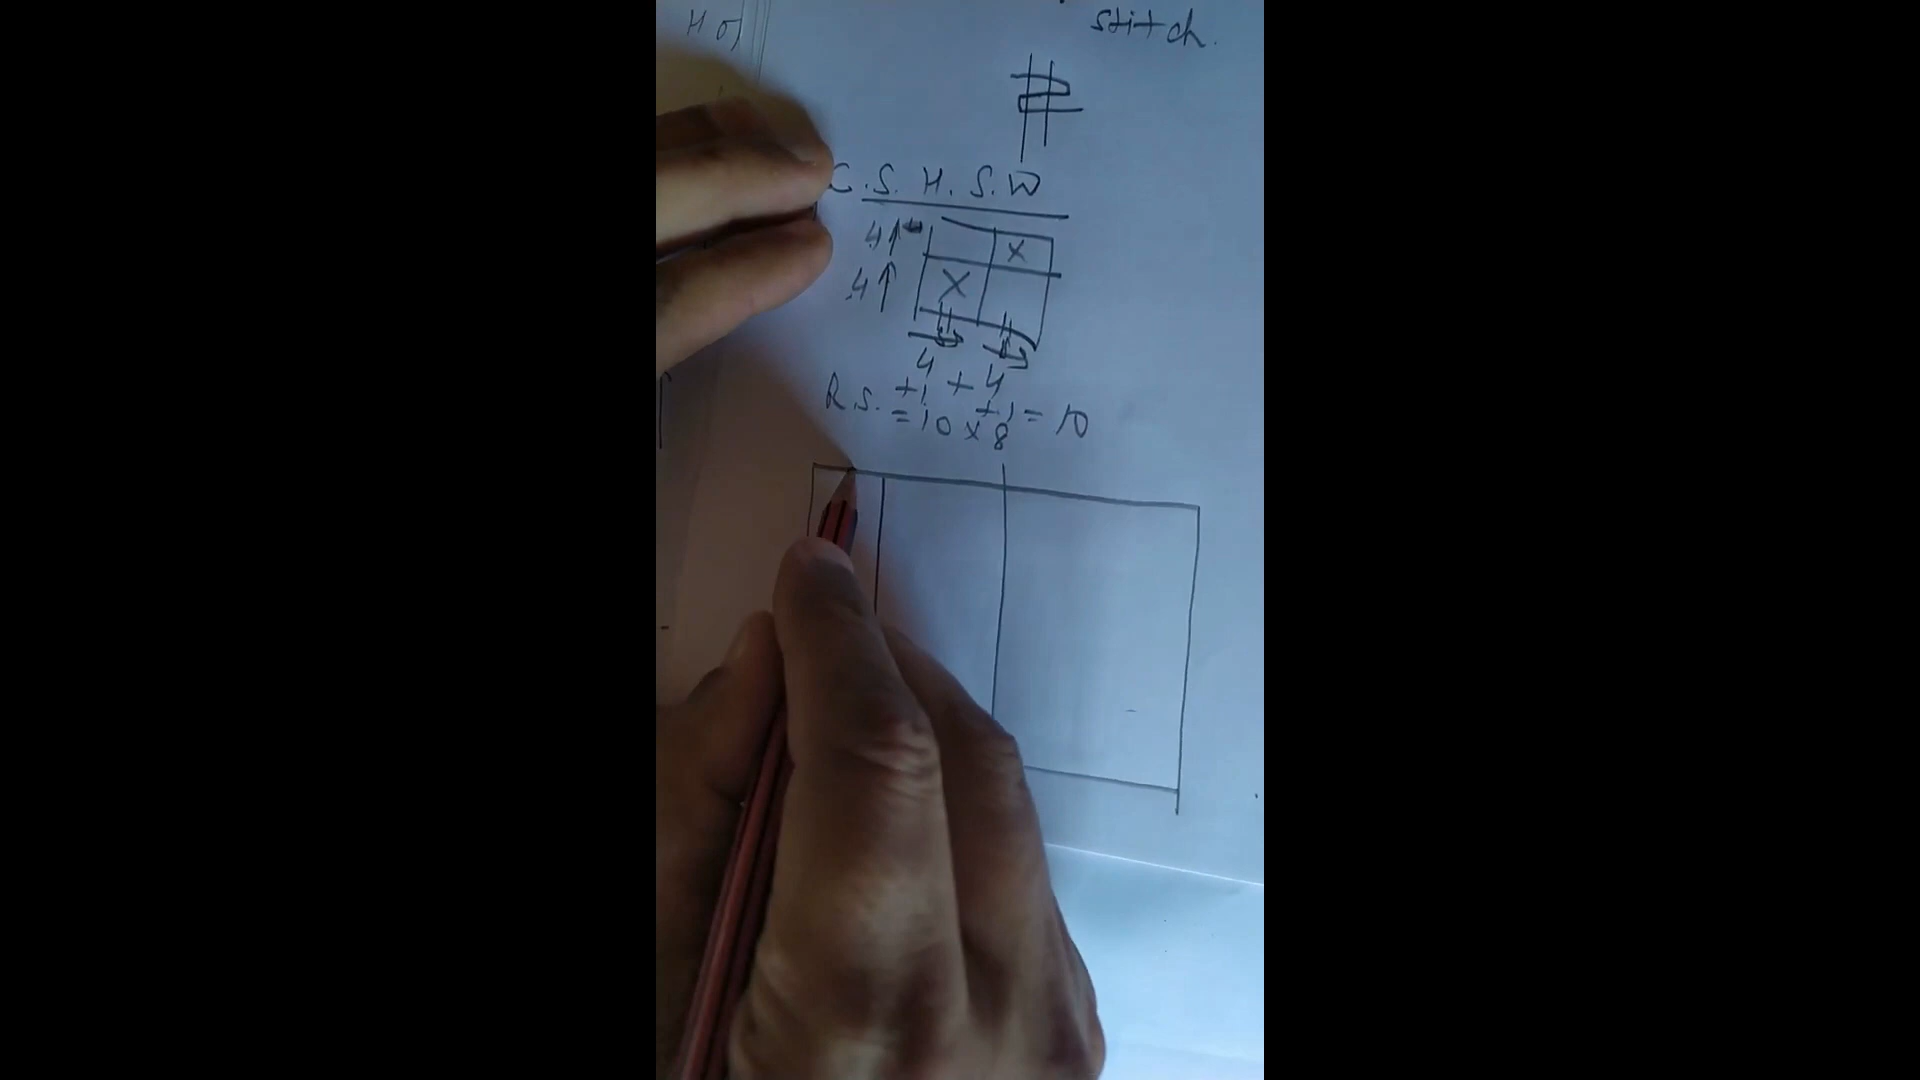 stitch.
C.S. H. S.W
4↑ X
4↑ X
4 4
+1 + +1 = 10
R.S. = 10 x 8